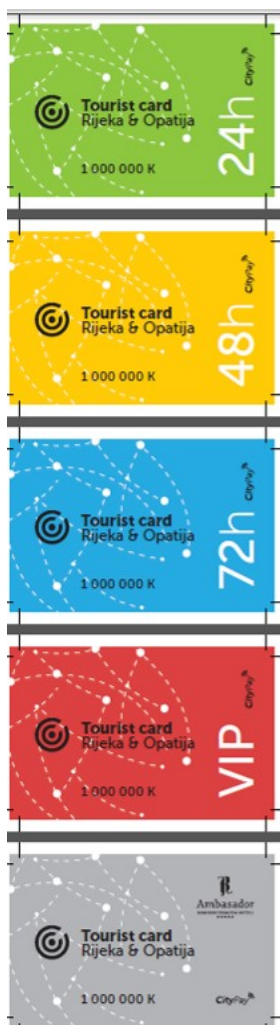 Tourist card
Rijeka & Opatija
1 000 000 K
24h
CityPay
Tourist card
Rijeka & Opatija
1 000 000 K
48h
CityPay
Tourist card
Rijeka & Opatija
1 000 000 K
72h
CityPay
Tourist card
Rijeka & Opatija
1 000 000 K
VIP
CityPay
Ambasador
Tourist card
Rijeka & Opatija
1 000 000 K
CityPay